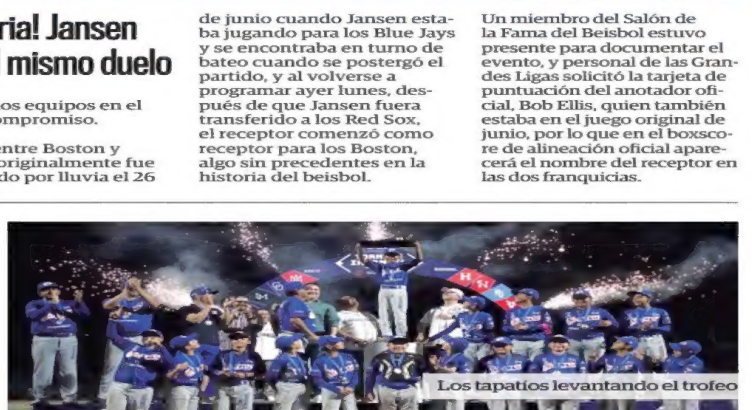 ria! Jansen
l mismo duelo
os equipos en el
ompromiso.
entre Boston y
originalmente fue
do por lluvia el 26
de junio cuando Jansen esta-
ba jugando para los Blue Jays
y se encontraba en turno de
bateo cuando se postergó el
partido, y al volverse a
programar ayer lunes, des-
pués de que Jansen fuera
transferido a los Red Sox,
el receptor comenzó como
receptor para los Boston,
algo sin precedentes en la
historia del beisbol.
Un miembro del Salón de
la Fama del Beisbol estuvo
presente para documentar el
evento, y personal de las Gran-
des Ligas solicitó la tarjeta de
puntuación del anotador ofi-
cial, Bob Ellis, quien también
estaba en el juego original de
junio, por lo que en el boxsco-
re de alineación oficial apare-
cerá el nombre del receptor en
las dos franquicias.
Los tapatíos levantando el trofeo